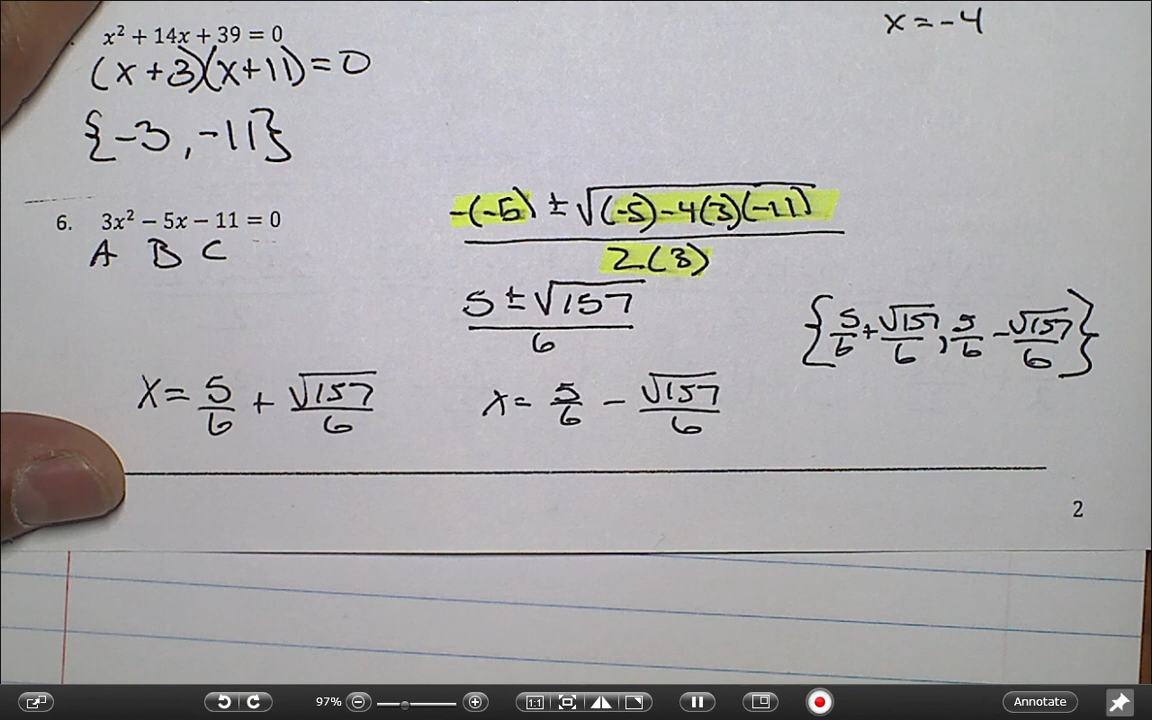 x = -4
x² + 14x + 39 = 0
(x+3)(x+11) = 0
{-3, -11}
6. 3x² − 5x − 11 = 0
A B C
-(-5) ± √(-5)-4(3)(-11)
2(3)
5 ± √157
6
{5/6 + √157/6, 5/6 - √157/6}
x = 5/6 + √157/6
x = 5/6 - √157/6
2
97%
1:1
Annotate